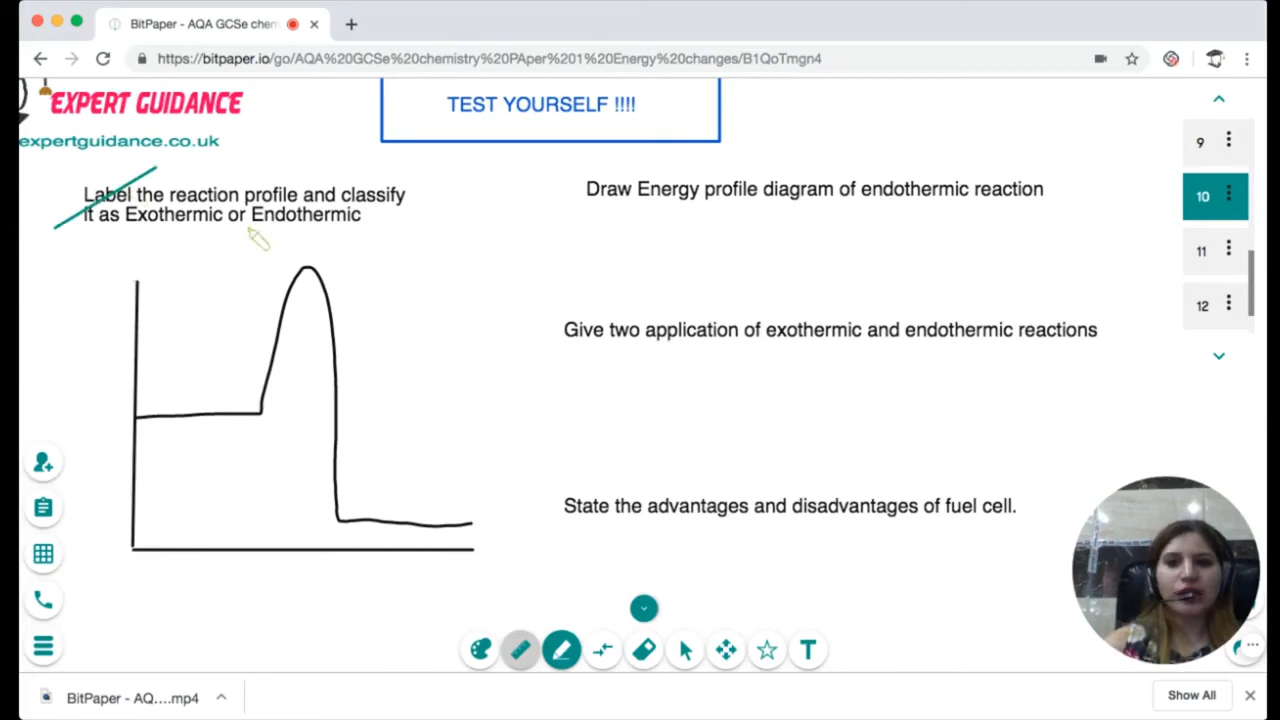 BitPaper - AQA GCSe chem
https://bitpaper.io/go/AQA%20GCSe%20chemistry%20PAper%201%20Energy%20changes/B1QoTmgn4
EXPERT GUIDANCE
expertguidance.co.uk
TEST YOURSELF !!!!
Label the reaction profile and classify
it as Exothermic or Endothermic
Draw Energy profile diagram of endothermic reaction
Give two application of exothermic and endothermic reactions
State the advantages and disadvantages of fuel cell.
9
10
11
12
T
BitPaper - AQ....mp4
Show All